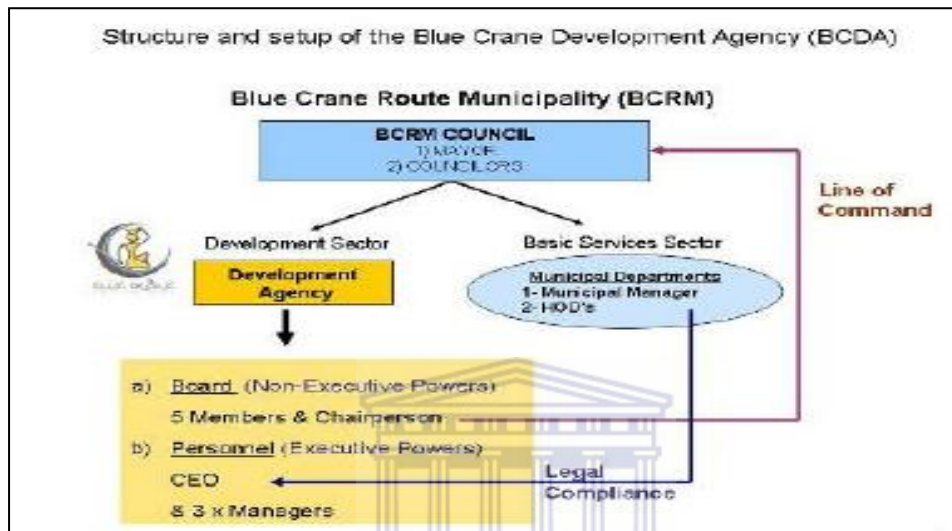 Structure and setup of the Blue Crane Development Agency (BCDA)
Blue Crane Route Municipality (BCRM)
BCRM COUNCIL
1) MAYOR
2) COUNCILORS
Line of
Command
Development Sector
Basic Services Sector
Development
Agency
Municipal Departments
1- Municipal Manager
2- HOD's
a) Board (Non-Executive Powers)
5 Members & Chairperson
b) Personnel (Executive Powers)
CEO
& 3 x Managers
Legal
Compliance